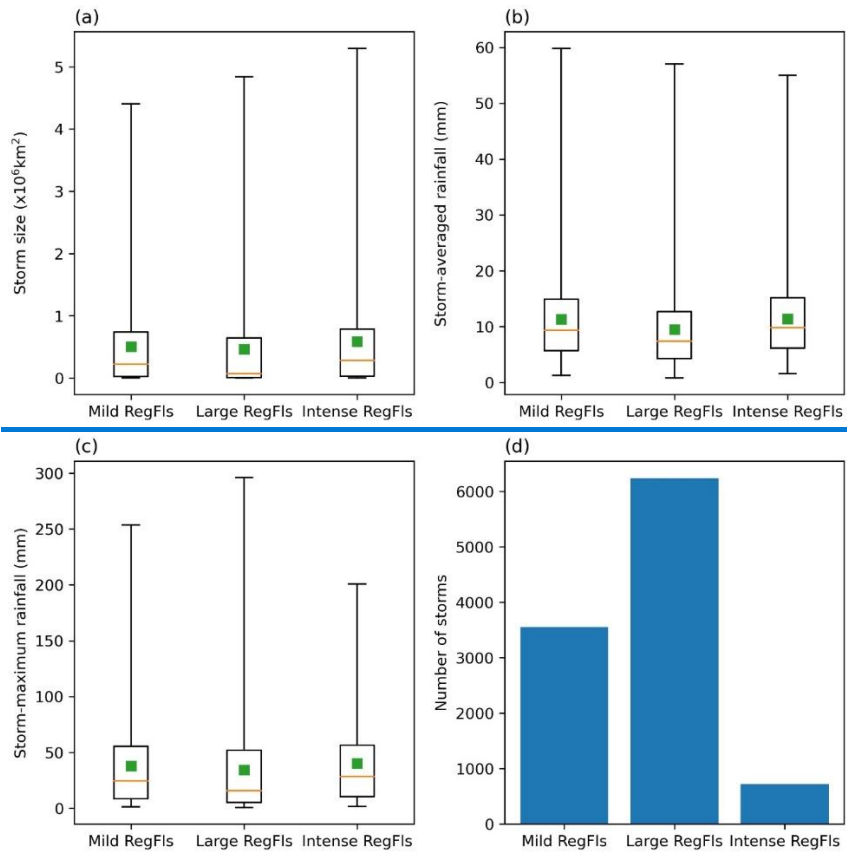 (a)
Storm size (x10⁶km²)
5
4
3
2
1
0
Mild RegFls Large RegFls Intense RegFls
(b)
Storm-averaged rainfall (mm)
60
50
40
30
20
10
0
Mild RegFls Large RegFls Intense RegFls
(c)
Storm-maximum rainfall (mm)
300
250
200
150
100
50
0
Mild RegFls Large RegFls Intense RegFls
(d)
Number of storms
6000
5000
4000
3000
2000
1000
0
Mild RegFls Large RegFls Intense RegFls